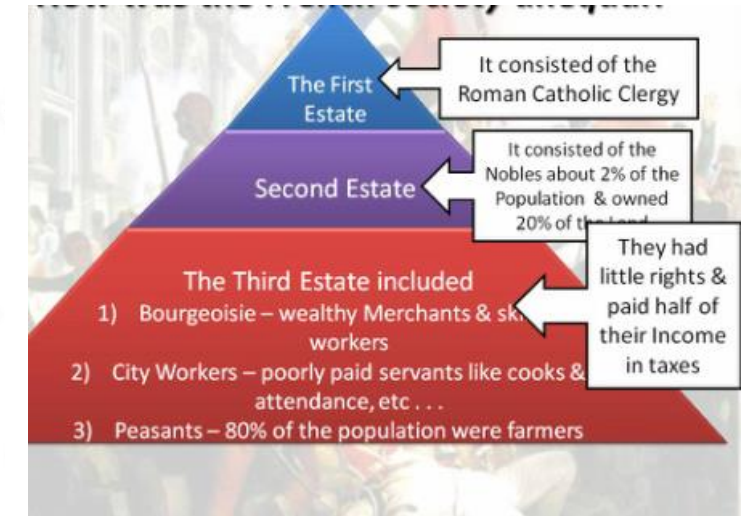 The First
Estate
It consisted of the
Roman Catholic Clergy
Second Estate
It consisted of the
Nobles about 2% of the
Population & owned
20% of the Land
The Third Estate included
1) Bourgeoisie – wealthy Merchants &
workers
2) City Workers – poorly paid servants like cooks &
attendance, etc . . .
3) Peasants – 80% of the population were farmers
They had
little rights &
paid half of
their Income
in taxes